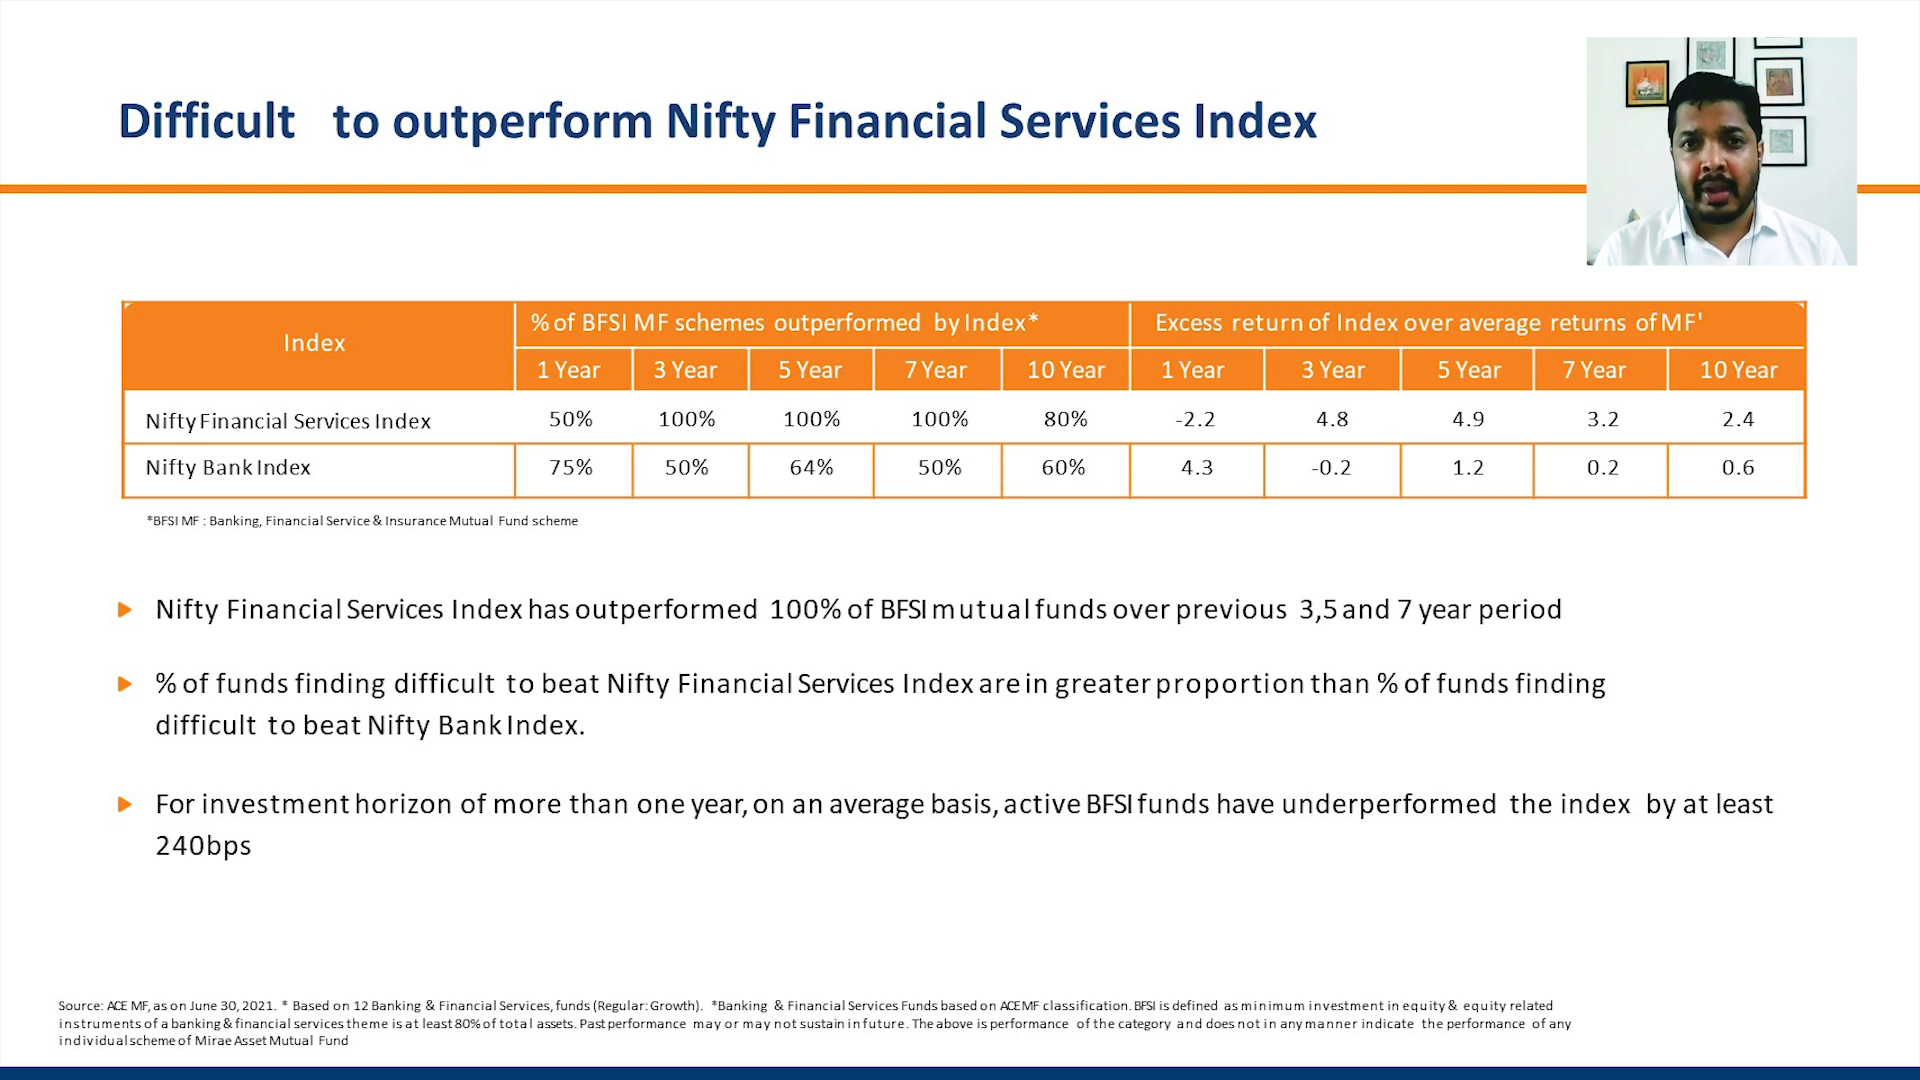 Difficult to outperform Nifty Financial Services Index
Index
% of BFSI MF schemes outperformed by Index*
Excess return of Index over average returns of MF'
1 Year 3 Year 5 Year 7 Year 10 Year 1 Year 3 Year 5 Year 7 Year 10 Year
Nifty Financial Services Index 50% 100% 100% 100% 80% -2.2 4.8 4.9 3.2 2.4
Nifty Bank Index 75% 50% 64% 50% 60% 4.3 -0.2 1.2 0.2 0.6
*BFSI MF : Banking, Financial Service & Insurance Mutual Fund scheme
Nifty Financial Services Index has outperformed 100% of BFSI mutual funds over previous 3,5 and 7 year period
% of funds finding difficult to beat Nifty Financial Services Index are in greater proportion than % of funds finding
difficult to beat Nifty Bank Index.
For investment horizon of more than one year, on an average basis, active BFSI funds have underperformed the index by at least
240bps
Source: ACE MF, as on June 30, 2021. * Based on 12 Banking & Financial Services, funds (Regular: Growth). *Banking & Financial Services Funds based on ACEMF classification. BFSI is defined as minimum investment in equity & equity related
instruments of a banking & financial services theme is at least 80% of total assets. Past performance may or may not sustain in future. The above is performance of the category and does not in any manner indicate the performance of any
individual scheme of Mirae Asset Mutual Fund